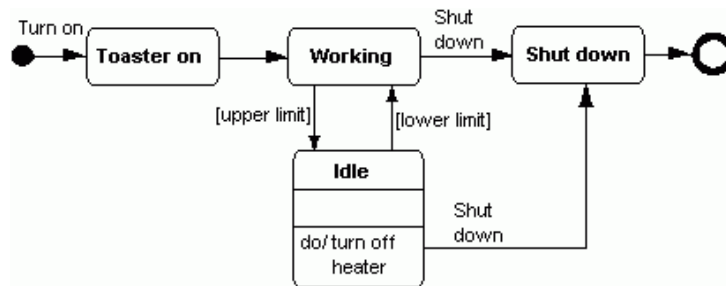 Turn on
Toaster on
Working
Shut
down
Shut down
[upper limit]
[lower limit]
Idle
do/ turn off
heater
Shut
down